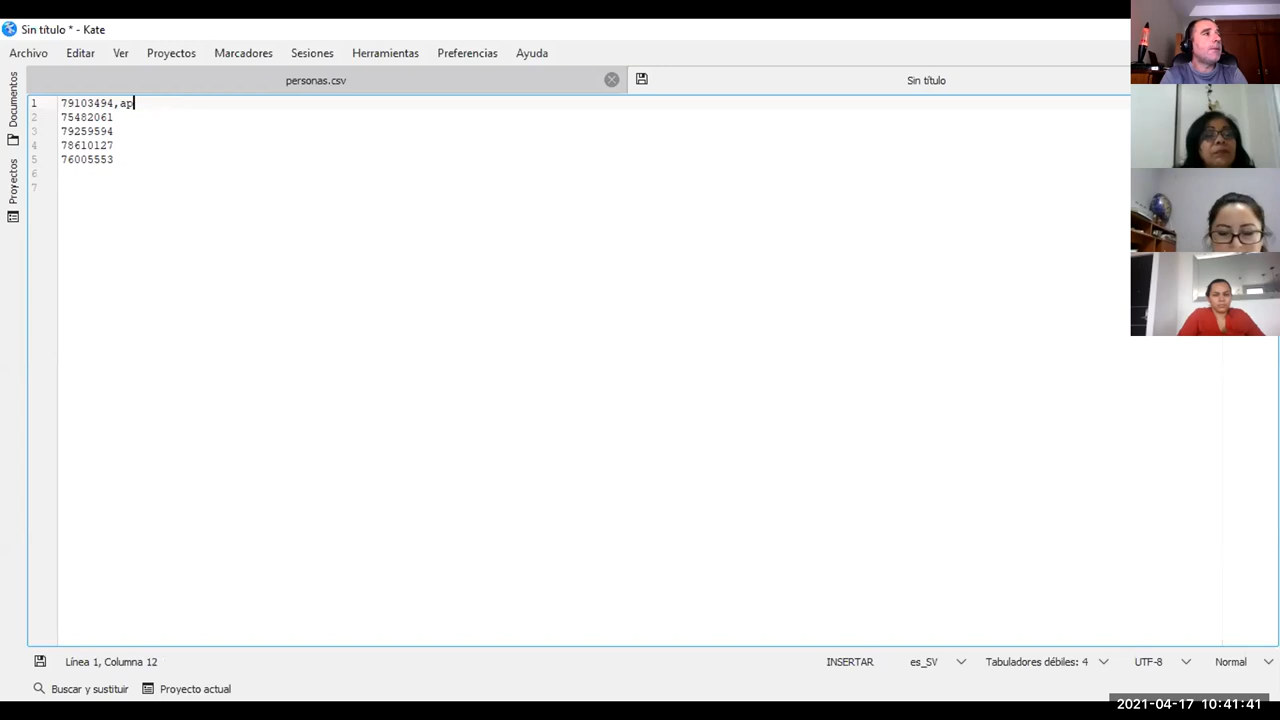 Sin título * - Kate
Archivo Editar Ver Proyectos Marcadores Sesiones Herramientas Preferencias Ayuda
personas.csv Sin título
Documentos
Proyectos
1 79103494,ap
2 75482061
3 79259594
4 78610127
5 76005553
6
7
Línea 1, Columna 12 INSERTAR es_SV Tabuladores débiles: 4 UTF-8 Normal
Buscar y sustituir Proyecto actual
2021-04-17 10:41:41